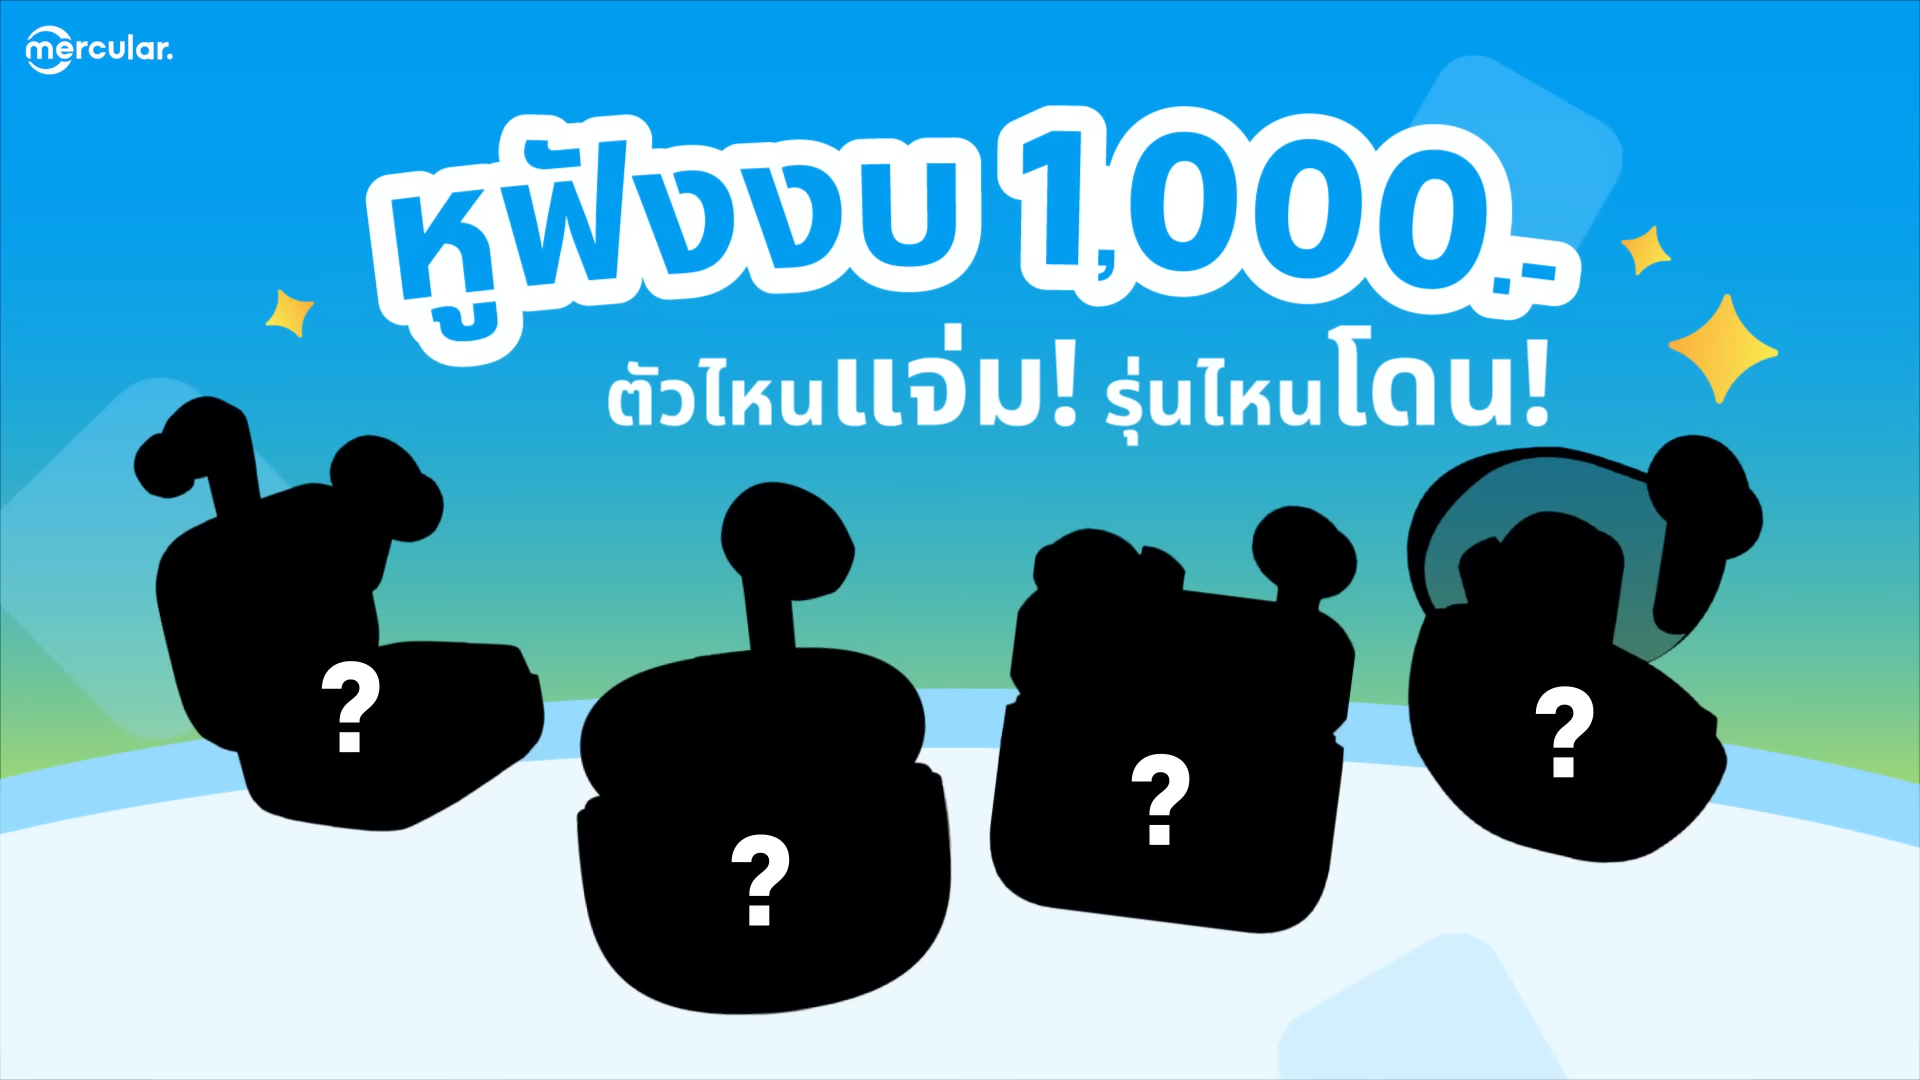 mercular.
หูฟังงบ 1,000.-
ตัวไหนแจ่ม! รุ่นไหนโดน!
?
?
?
?